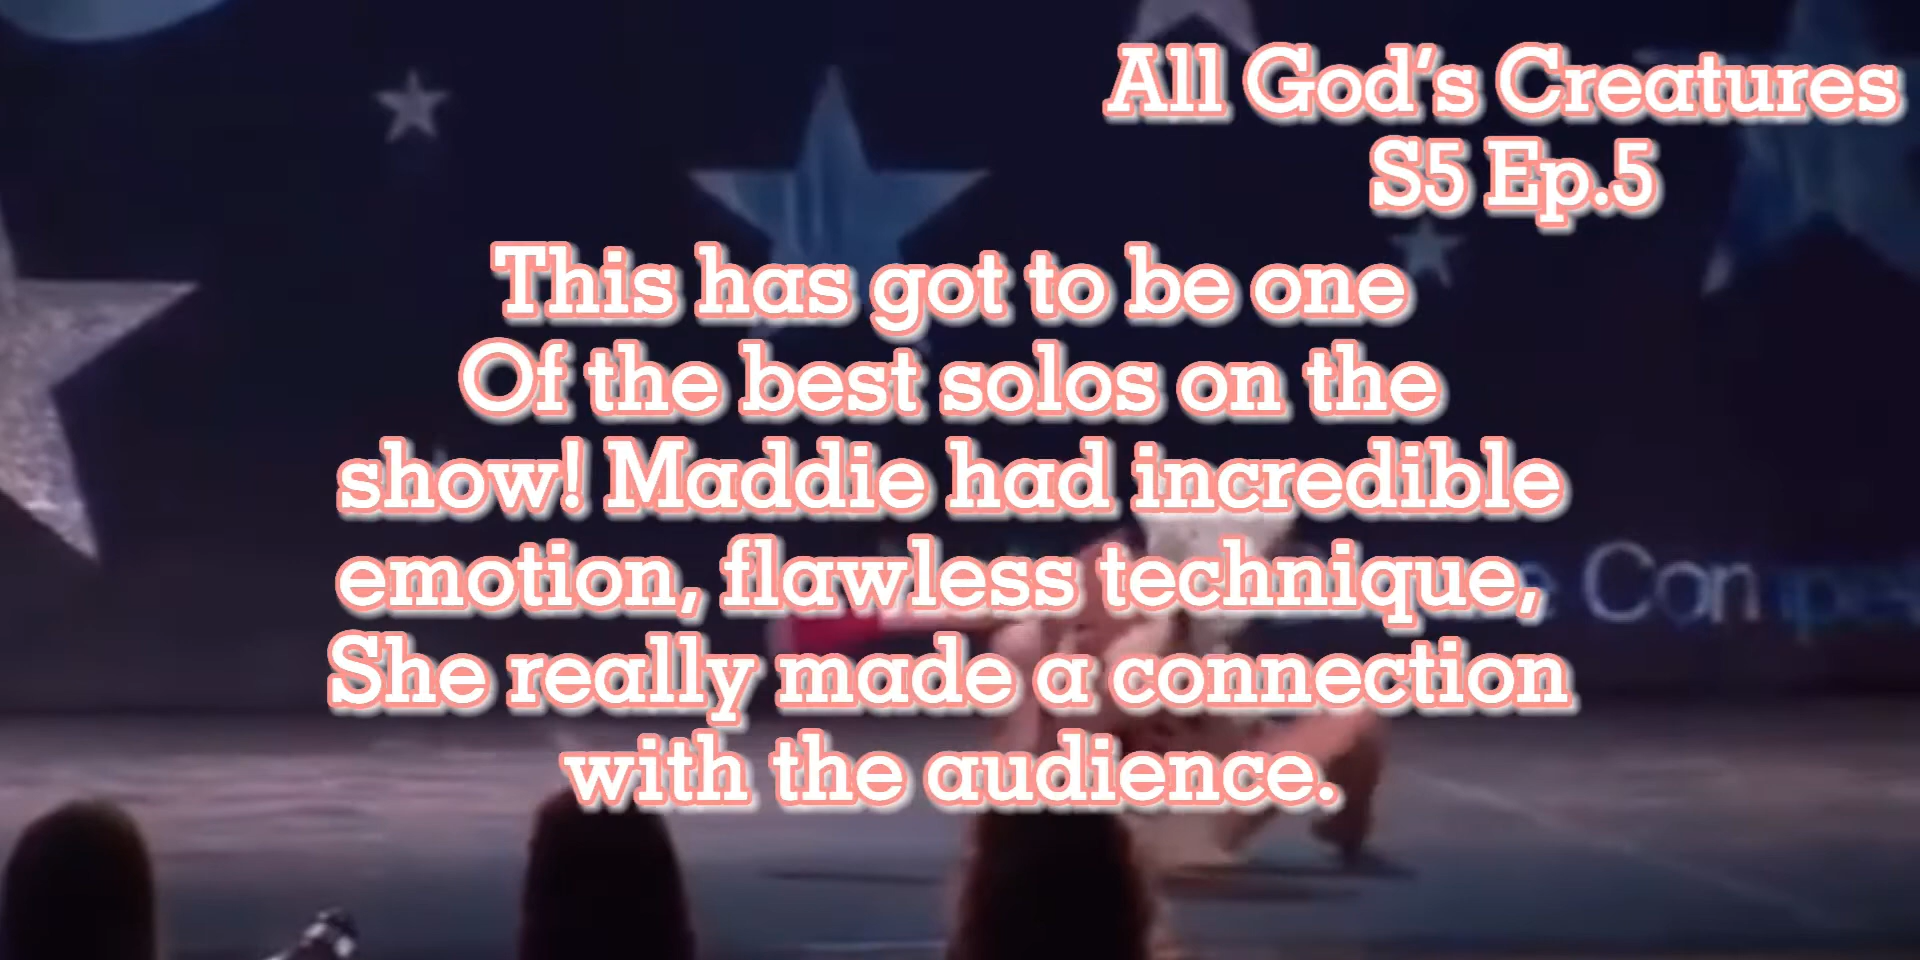 All God's Creatures
S5 Ep.5
This has got to be one
Of the best solos on the
show! Maddie had incredible
emotion, flawless technique,
She really made a connection
with the audience.